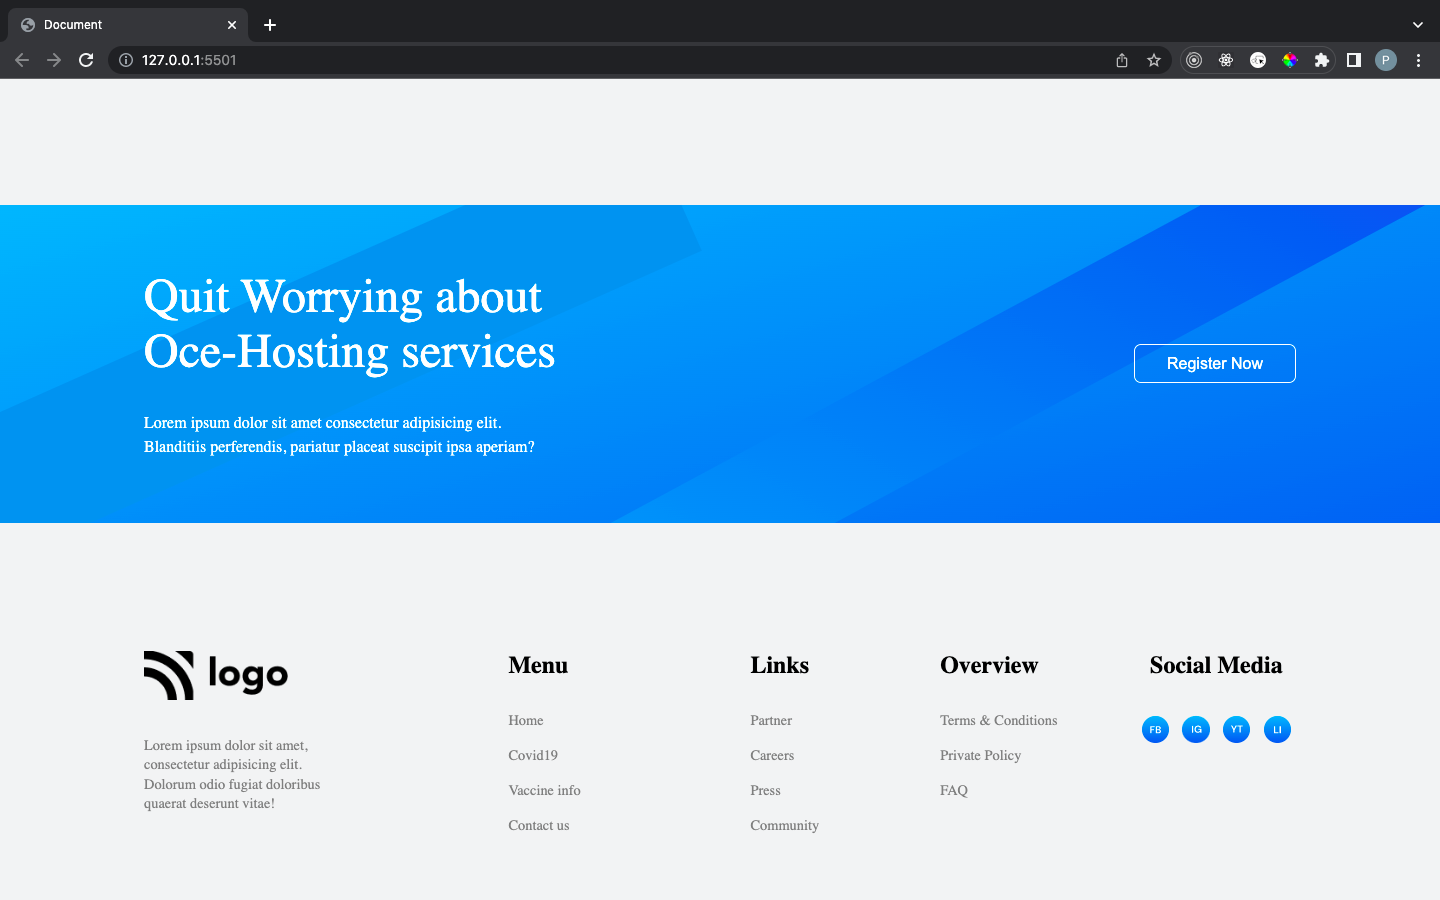 Document
127.0.0.1:5501
P
Quit Worrying about
Oce-Hosting services
Register Now
Lorem ipsum dolor sit amet consectetur adipisicing elit.
Blanditiis perferendis, pariatur placeat suscipit ipsa aperiam?
logo
Lorem ipsum dolor sit amet,
consectetur adipisicing elit.
Dolorum odio fugiat doloribus
quaerat deserunt vitae!
Menu
Home
Covid19
Vaccine info
Contact us
Links
Partner
Careers
Press
Community
Overview
Terms & Conditions
Private Policy
FAQ
Social Media
FB IG YT LI